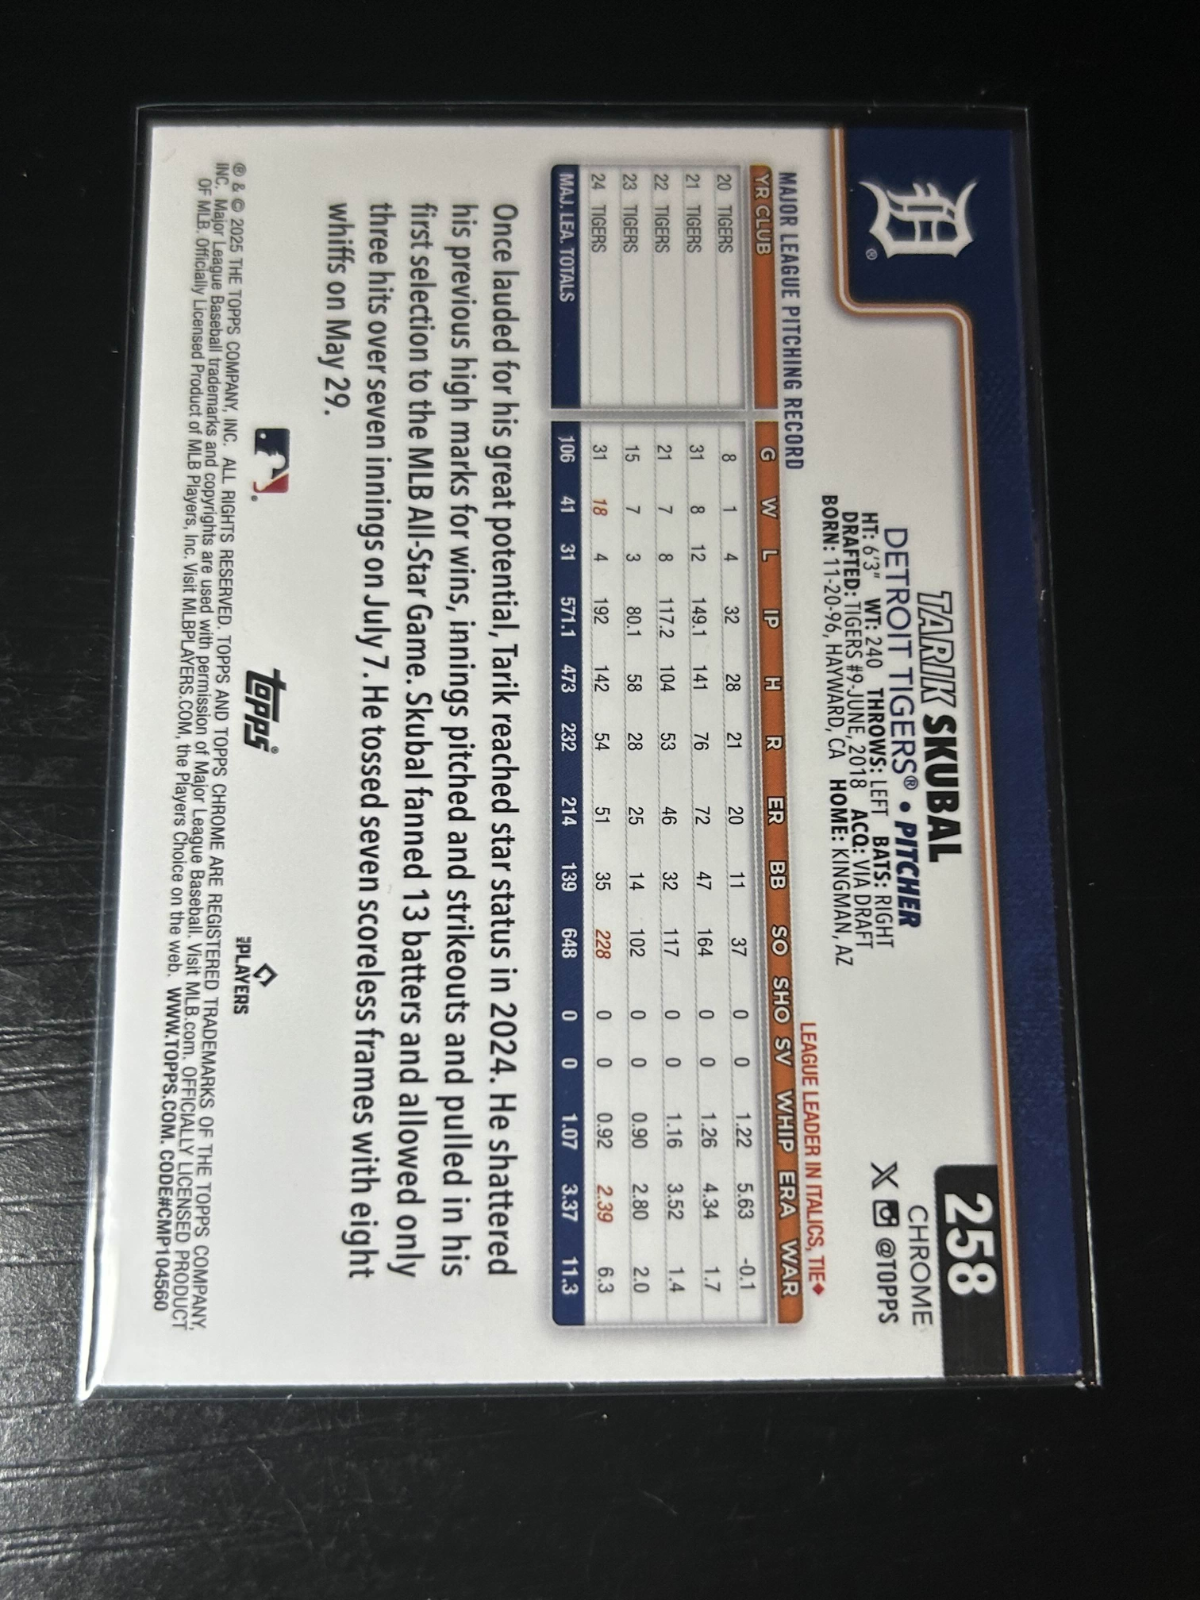 258
CHROME
@TOPPS
TARIK SKUBAL
DETROIT TIGERS® • PITCHER
HT: 6'3" WT: 240 THROWS: LEFT BATS: RIGHT
DRAFTED: TIGERS #9-JUNE, 2018 ACQ: VIA DRAFT
BORN: 11-20-96, HAYWARD, CA HOME: KINGMAN, AZ
MAJOR LEAGUE PITCHING RECORD
LEAGUE LEADER IN ITALICS, TIE♦
YR CLUB G W L IP H R ER BB SO SHO SV WHIP ERA WAR
20 TIGERS 8 1 4 32 28 21 20 11 37 0 0 1.22 5.63 -0.1
21 TIGERS 31 8 12 149.1 141 76 72 47 164 0 0 1.26 4.34 1.7
22 TIGERS 21 7 8 117.2 104 53 46 32 117 0 0 1.16 3.52 1.4
23 TIGERS 15 7 3 80.1 58 28 25 14 102 0 0 0.90 2.80 2.0
24 TIGERS 31 18 4 192 142 54 51 35 228 0 0 0.92 2.39 6.3
MAJ. LEA. TOTALS 106 41 31 571.1 473 232 214 139 648 0 0 1.07 3.37 11.3
Once lauded for his great potential, Tarik reached star status in 2024. He shattered
his previous high marks for wins, innings pitched and strikeouts and pulled in his
first selection to the MLB All-Star Game. Skubal fanned 13 batters and allowed only
three hits over seven innings on July 7. He tossed seven scoreless frames with eight
whiffs on May 29.
topps®
PLAYERS
® & © 2025 THE TOPPS COMPANY, INC. ALL RIGHTS RESERVED. TOPPS AND TOPPS CHROME ARE REGISTERED TRADEMARKS OF THE TOPPS COMPANY,
INC. Major League Baseball trademarks and copyrights are used with permission of Major League Baseball. Visit MLB.com. OFFICIALLY LICENSED PRODUCT
OF MLB. Officially Licensed Product of MLB Players, Inc. Visit MLBPLAYERS.COM, the Players Choice on the web. WWW.TOPPS.COM. CODE#CMP104560